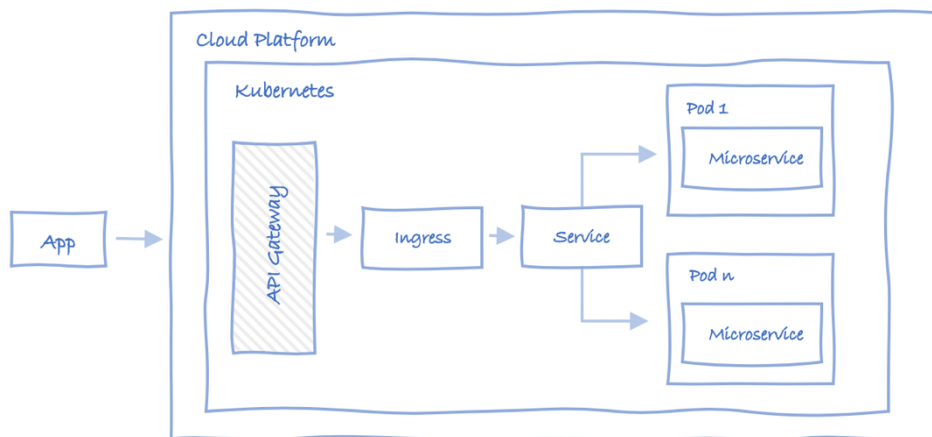 Cloud Platform
Kubernetes
App
API Gateway
Ingress
Service
Pod 1
Microservice
Pod n
Microservice